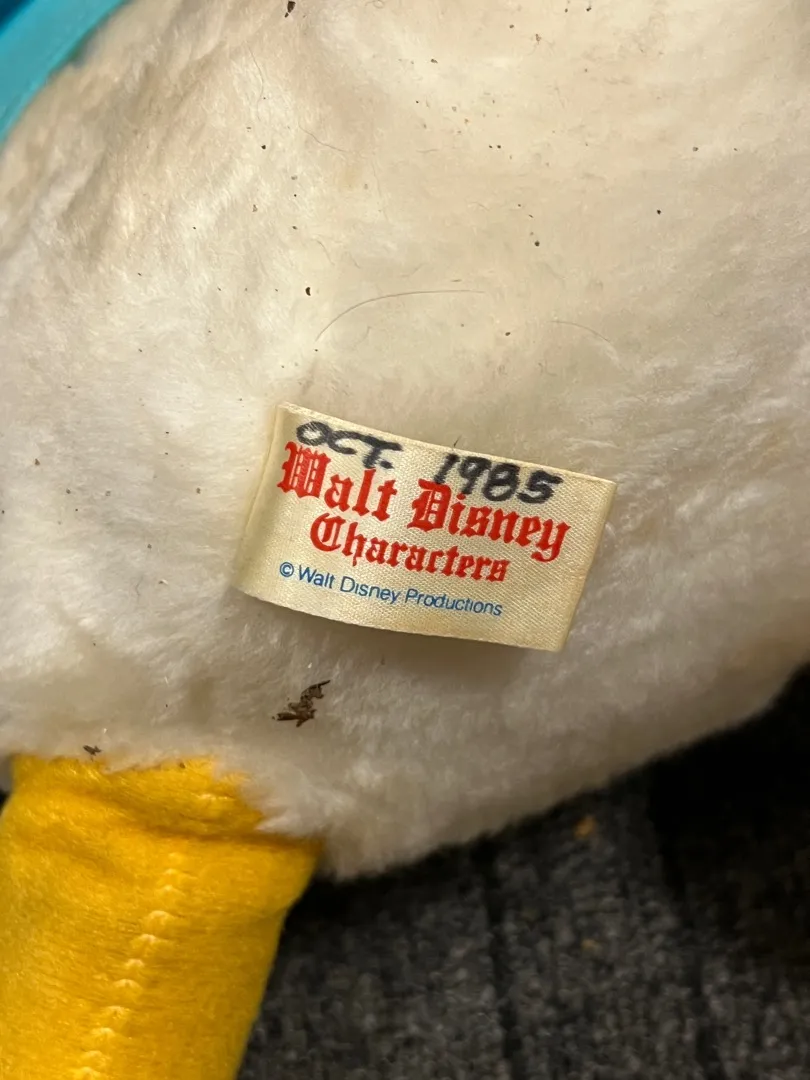 OCT. 1985
Walt Disney
Characters
© Walt Disney Productions